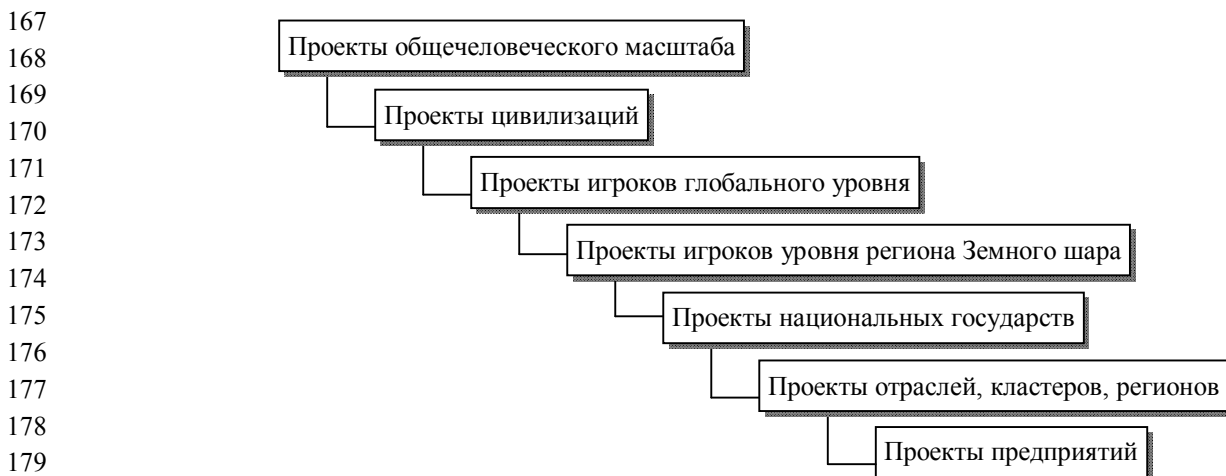 167
Проекты общечеловеческого масштаба
168
169
Проекты цивилизаций
170
171
Проекты игроков глобального уровня
172
173
Проекты игроков уровня региона Земного шара
174
175
Проекты национальных государств
176
177
Проекты отраслей, кластеров, регионов
178
Проекты предприятий
179